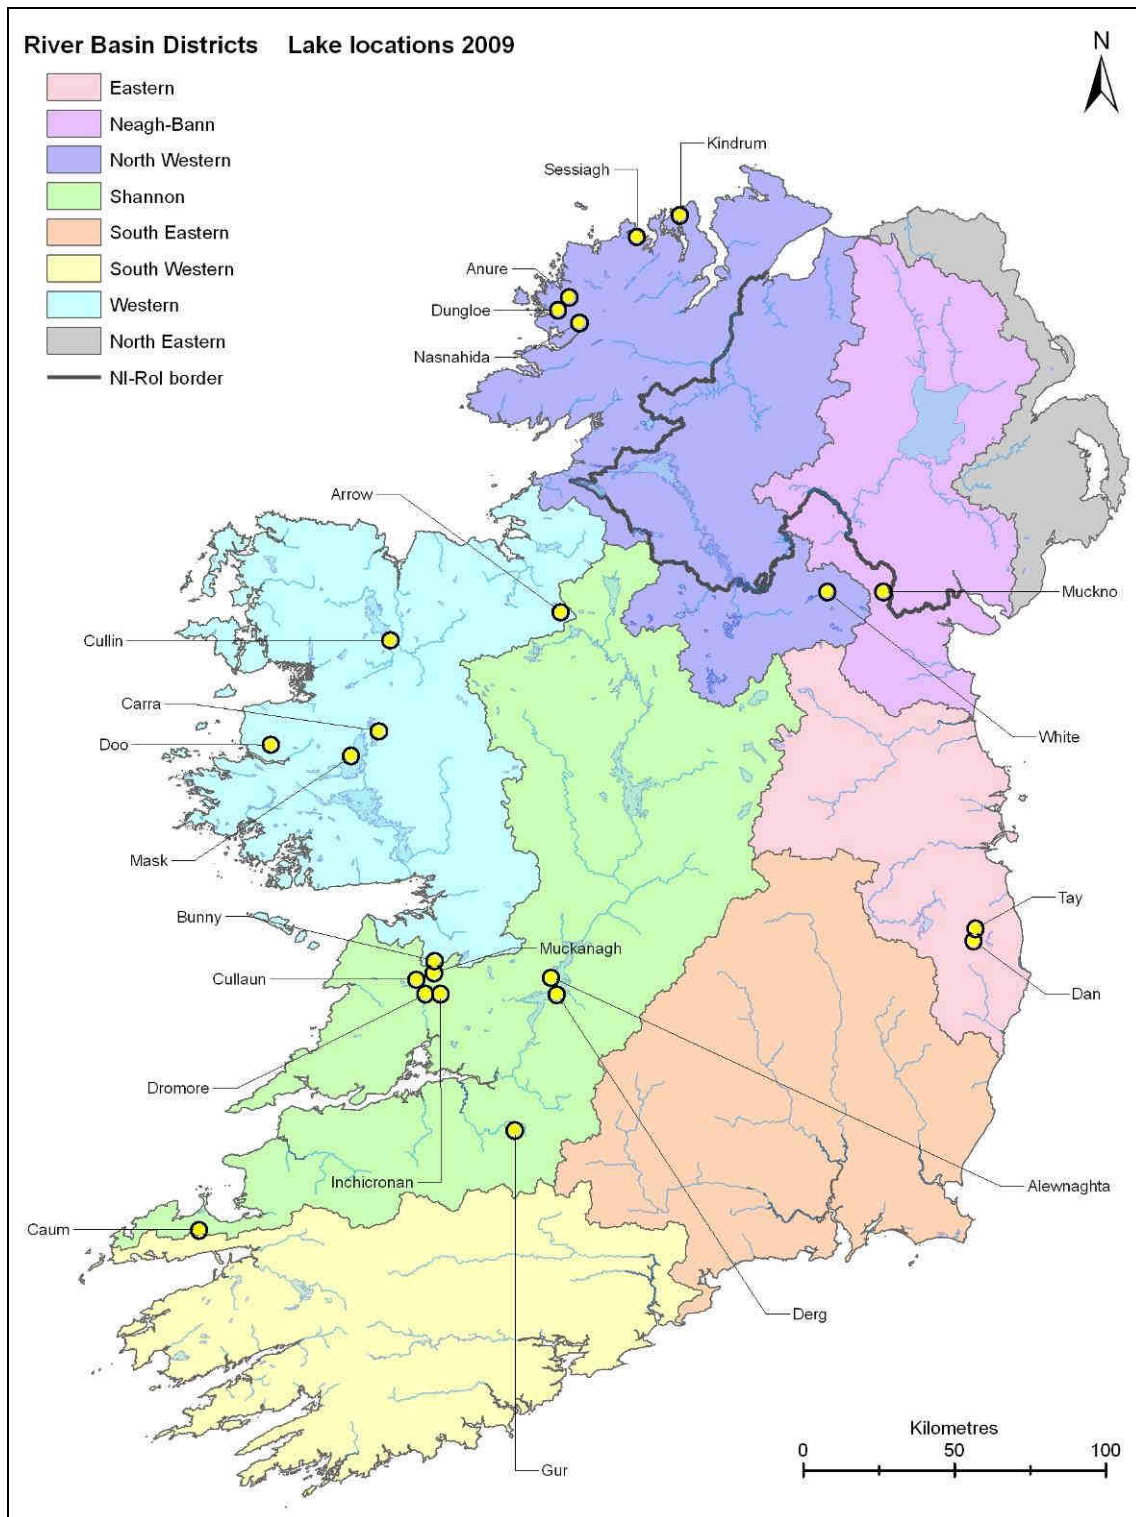 River Basin Districts Lake locations 2009
N
Eastern
Neagh-Bann
North Western
Shannon
South Eastern
South Western
Western
North Eastern
NI-RoI border
Kindrum
Sessiagh
Anure
Dungloe
Nasnahida
Arrow
Muckno
Cullin
Carra
Doo
White
Mask
Tay
Bunny
Muckanagh
Cullaun
Dan
Dromore
Inchicronan
Alewnaghta
Caum
Derg
Gur
Kilometres
0 50 100